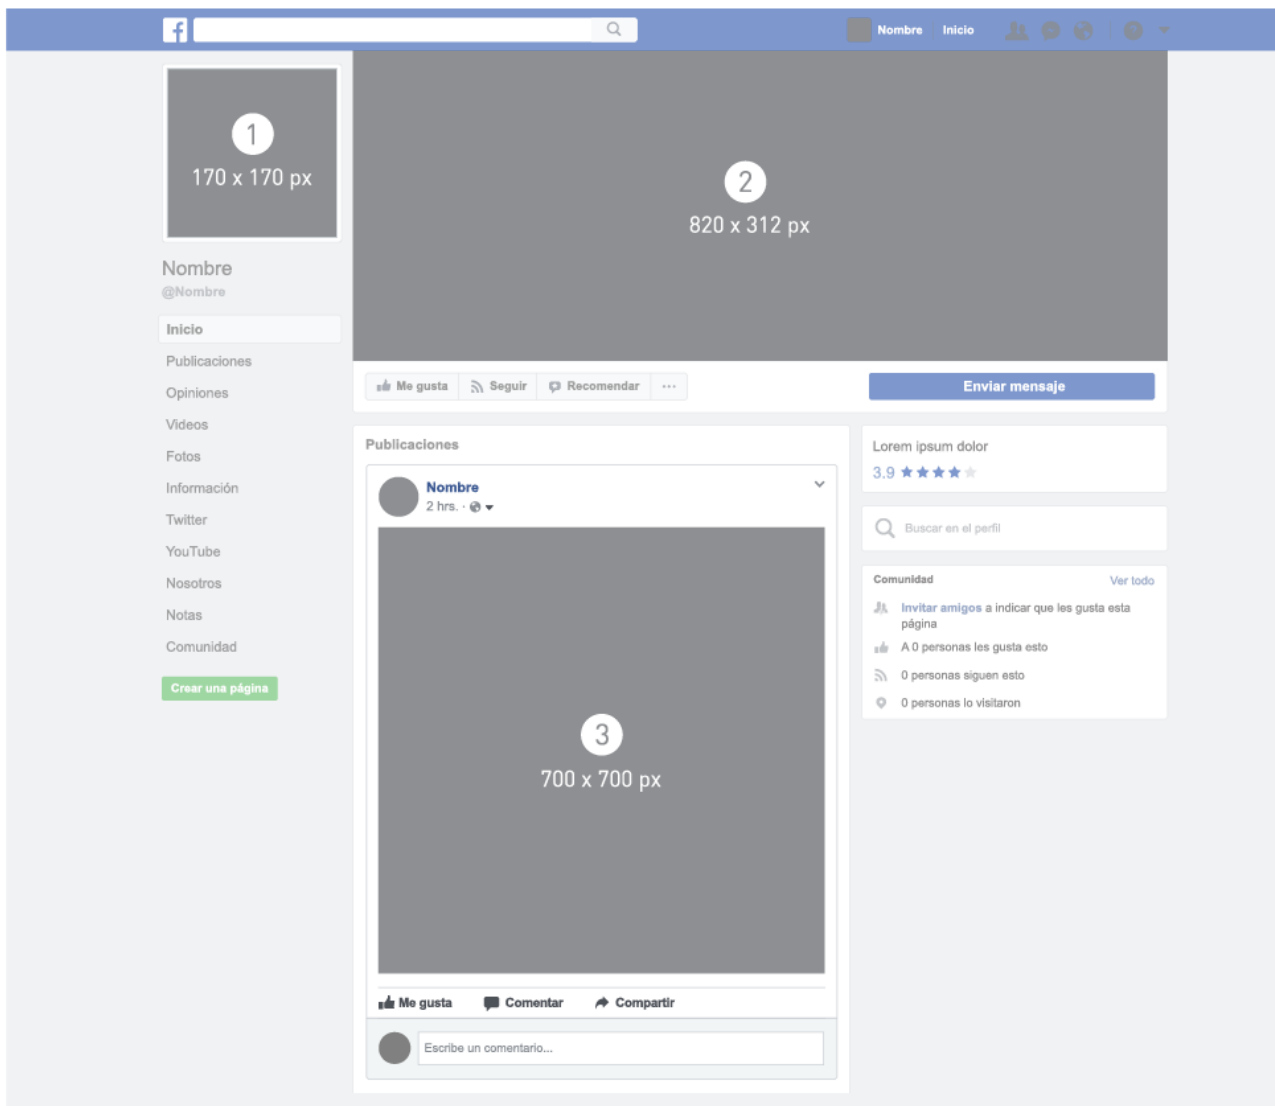 f
Nombre Inicio
1
170 x 170 px
2
820 x 312 px
Nombre
@Nombre
Inicio
Publicaciones
Opiniones
Videos
Fotos
Información
Twitter
YouTube
Nosotros
Notas
Comunidad
Crear una página
Me gusta Seguir Recomendar ...
Enviar mensaje
Publicaciones
Nombre
2 hrs. ·
3
700 x 700 px
Me gusta Comentar Compartir
Escribe un comentario...
Lorem ipsum dolor
3.9
Buscar en el perfil
Comunidad Ver todo
Invitar amigos a indicar que les gusta esta
página
A 0 personas les gusta esto
0 personas siguen esto
0 personas lo visitaron